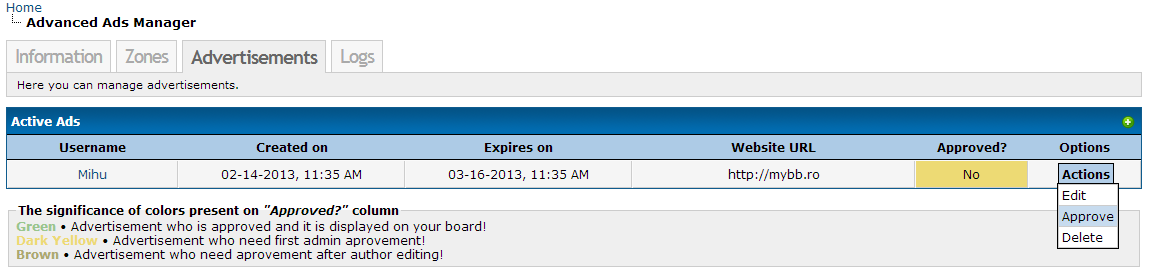 Home
Advanced Ads Manager
Information Zones Advertisements Logs
Here you can manage advertisements.
Active Ads
Username Created on Expires on Website URL Approved? Options
Mihu 02-14-2013, 11:35 AM 03-16-2013, 11:35 AM http://mybb.ro No Actions
Edit
Approve
Delete
The significance of colors present on "Approved?" column
Green • Advertisement who is approved and it is displayed on your board!
Dark Yellow • Advertisement who need first admin aprovement!
Brown • Advertisement who need aprovement after author editing!